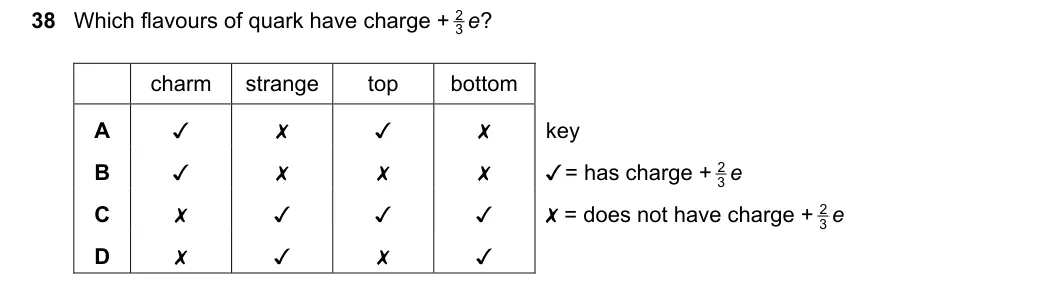 38 Which flavours of quark have charge +⅔e?
charm strange top bottom
A ✓ ✗ ✓ ✗ key
B ✓ ✗ ✗ ✗ ✓ = has charge +⅔e
C ✗ ✓ ✓ ✓ ✗ = does not have charge +⅔e
D ✗ ✓ ✗ ✓